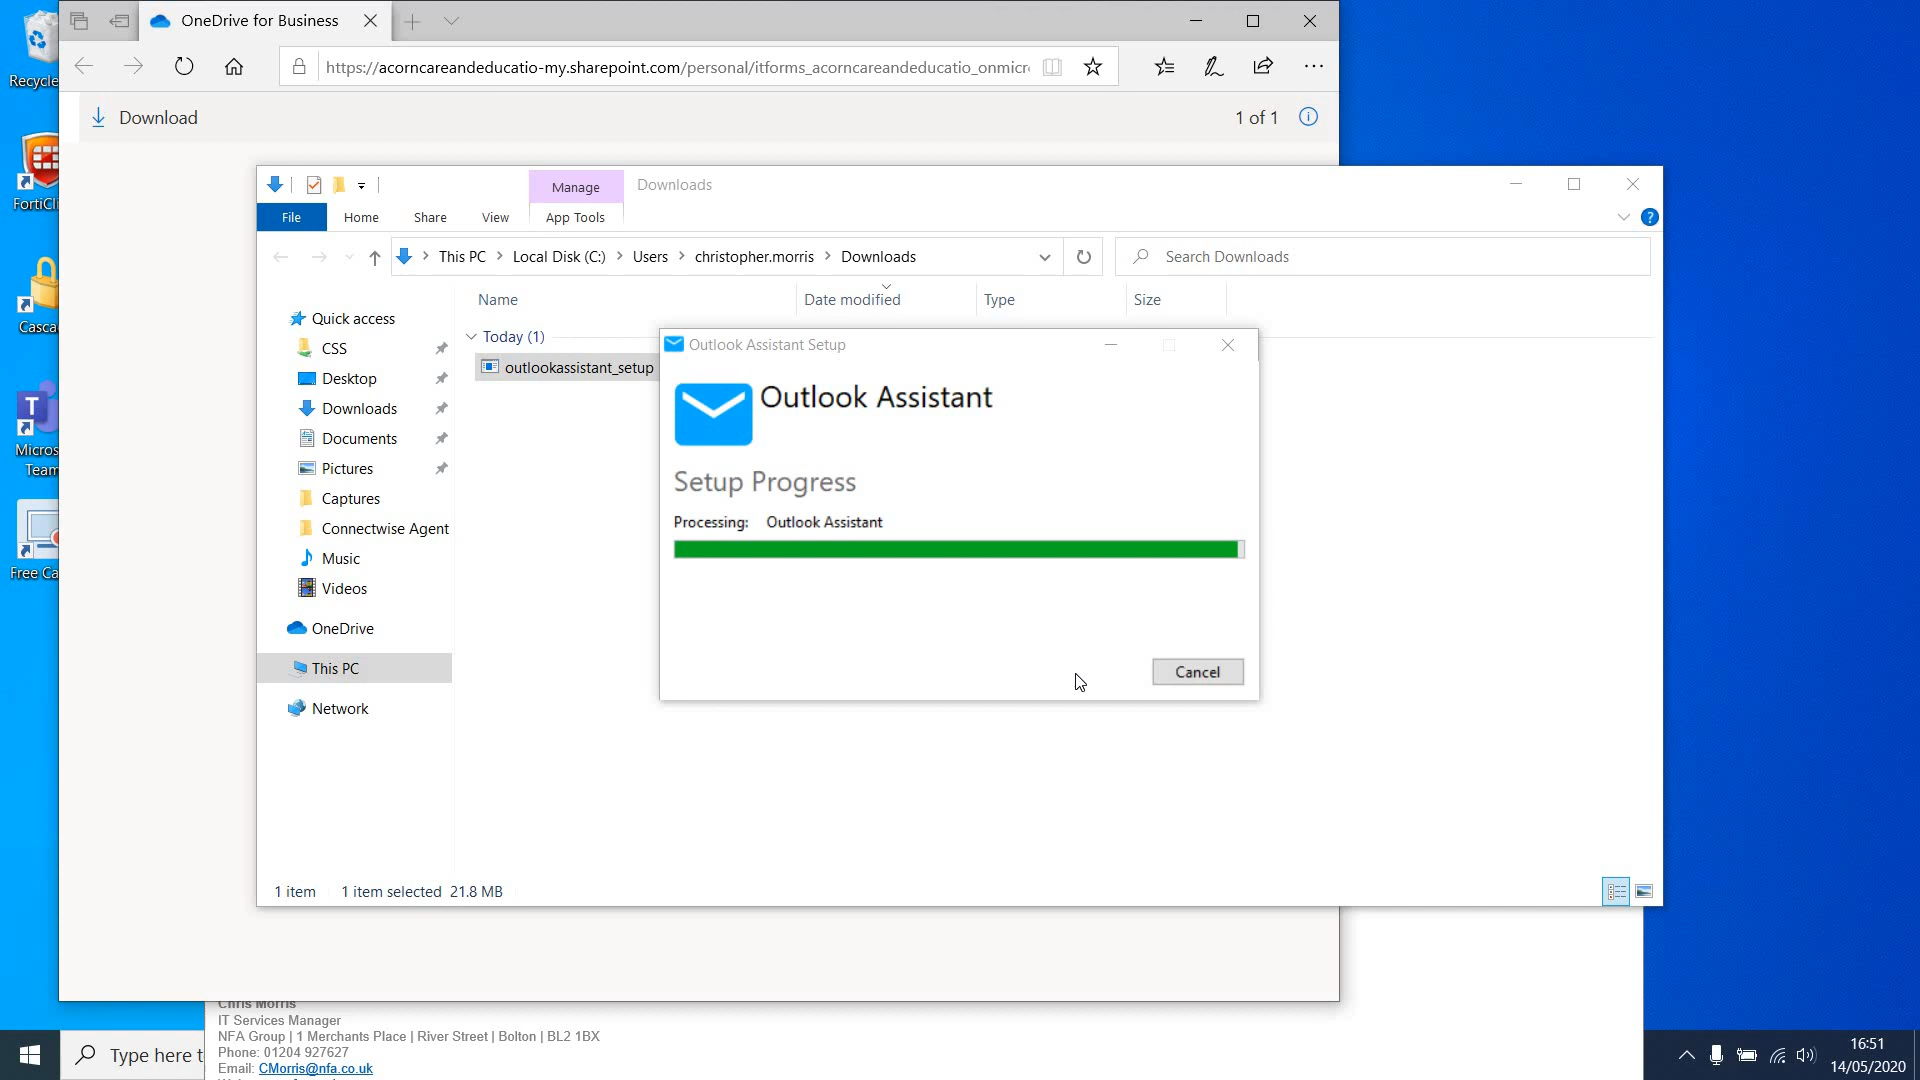 OneDrive for Business
https://acorncareandeducatio-my.sharepoint.com/personal/itforms_acorncareandeducatio_onmicr
Download
1 of 1
Recycle
FortiCli
Casca
Micros
Team
Free Ca
Manage
Downloads
File
Home
Share
View
App Tools
This PC
Local Disk (C:)
Users
christopher.morris
Downloads
Search Downloads
Name
Date modified
Type
Size
Quick access
CSS
Desktop
Downloads
Documents
Pictures
Captures
Connectwise Agent
Music
Videos
OneDrive
This PC
Network
Today (1)
outlookassistant_setup
Outlook Assistant Setup
Outlook Assistant
Setup Progress
Processing: Outlook Assistant
Cancel
1 item
1 item selected 21.8 MB
Chris Morris
IT Services Manager
NFA Group | 1 Merchants Place | River Street | Bolton | BL2 1BX
Phone: 01204 927627
Email: CMorris@nfa.co.uk
Type here t
16:51
14/05/2020